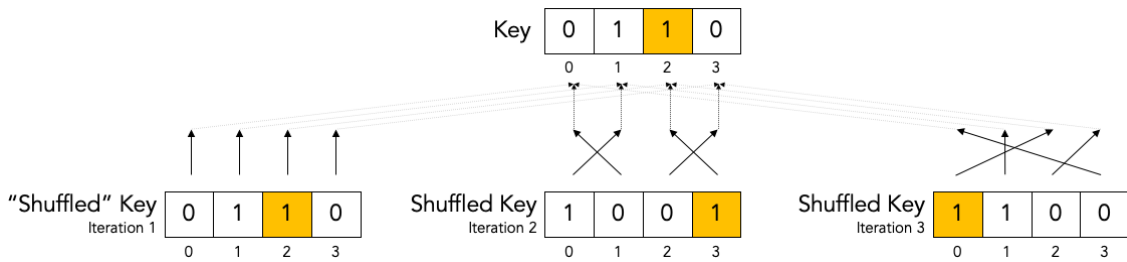 Key 0 1 1 0
0 1 2 3
“Shuffled” Key 0 1 1 0
Iteration 1
0 1 2 3
Shuffled Key 1 0 0 1
Iteration 2
0 1 2 3
Shuffled Key 1 1 0 0
Iteration 3
0 1 2 3